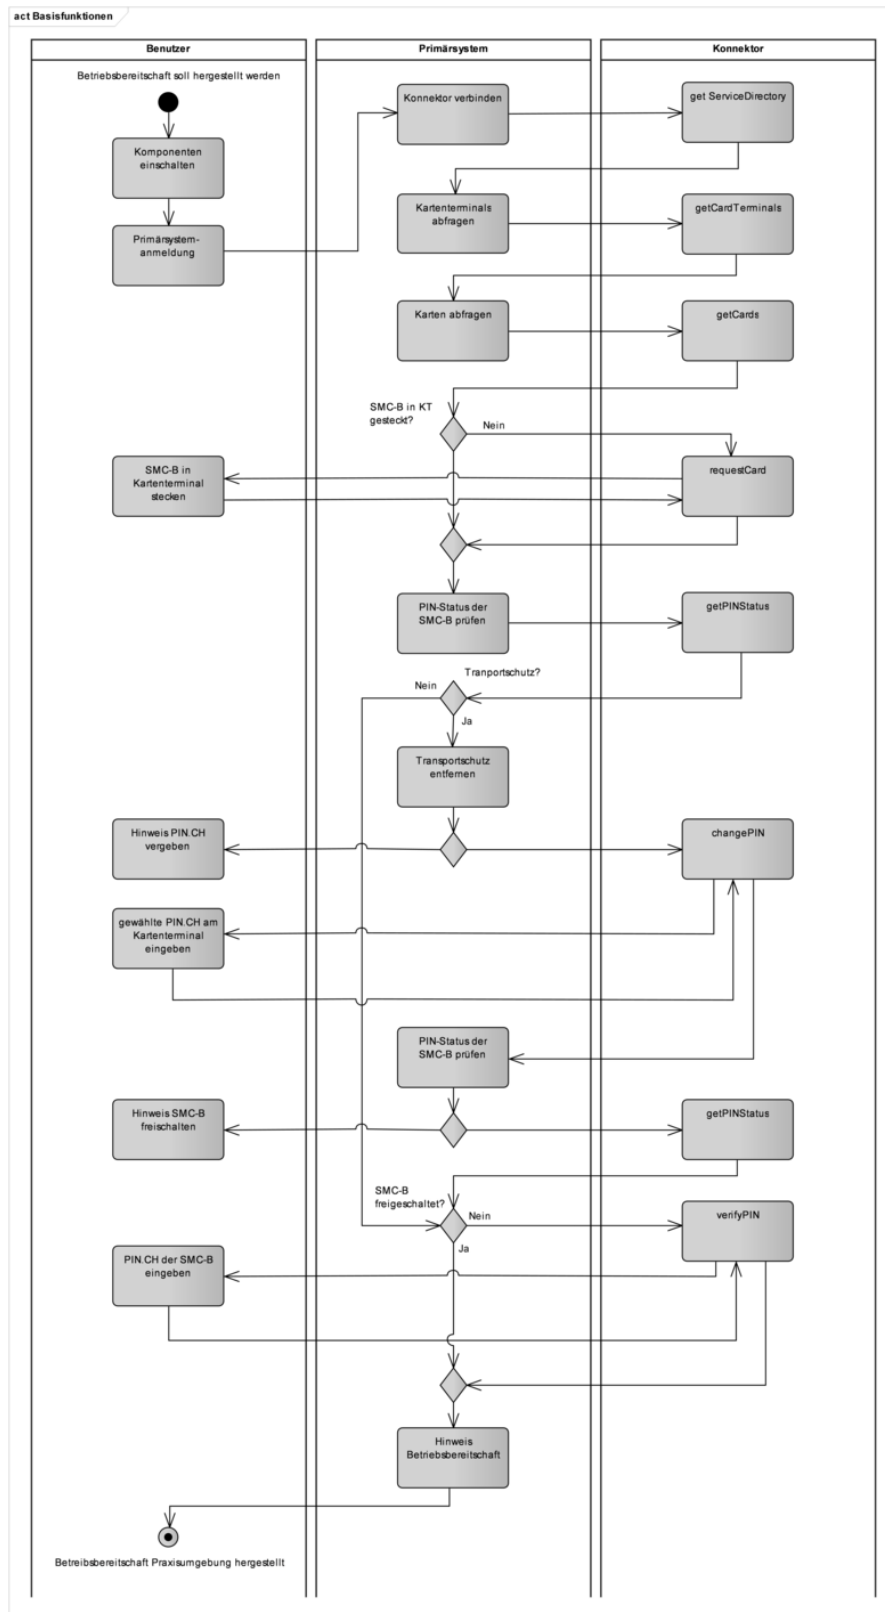 act Basisfunktionen
Benutzer
Primärsystem
Konnektor
Betriebsbereitschaft soll hergestellt werden
Konnektor verbinden
get ServiceDirectory
Komponenten
einschalten
Kartenterminals
abfragen
getCardTerminals
Primärsystem-
anmeldung
Karten abfragen
getCards
SMC-B in KT
gesteckt?
Nein
SMC-B in
Kartenterminal
stecken
requestCard
PIN-Status der
SMC-B prüfen
getPINStatus
Tranportschutz?
Nein
Ja
Transportschutz
entfernen
Hinweis PIN.CH
vergeben
changePIN
gewählte PIN.CH am
Kartenterminal
eingeben
PIN-Status der
SMC-B prüfen
Hinweis SMC-B
freischalten
getPINStatus
SMC-B
freigeschaltet?
Nein
Ja
verifyPIN
PIN.CH der SMC-B
eingeben
Hinweis
Betriebsbereitschaft
Betreibsbereitschaft Praxisumgebung hergestellt